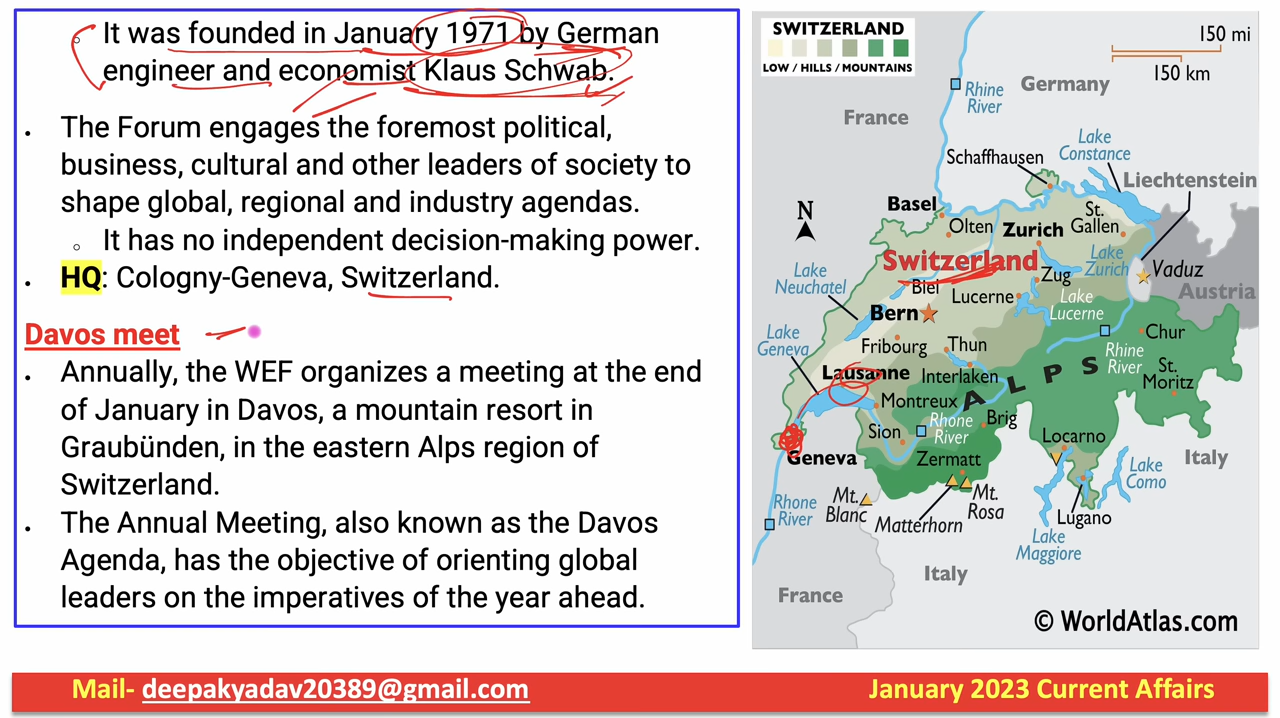 It was founded in January 1971 by German
engineer and economist Klaus Schwab.
The Forum engages the foremost political,
business, cultural and other leaders of society to
shape global, regional and industry agendas.
It has no independent decision-making power.
HQ: Cologny-Geneva, Switzerland.
Davos meet
Annually, the WEF organizes a meeting at the end
of January in Davos, a mountain resort in
Graubünden, in the eastern Alps region of
Switzerland.
The Annual Meeting, also known as the Davos
Agenda, has the objective of orienting global
leaders on the imperatives of the year ahead.
SWITZERLAND
LOW / HILLS / MOUNTAINS
150 mi
150 km
Germany
Rhine
River
France
Lake
Constance
Schaffhausen
Liechtenstein
N
Basel
Olten
Zurich
St.
Gallen
Switzerland
Lake
Zurich
Vaduz
Lake
Neuchatel
Biel
Zug
Lucerne
Lake
Lucerne
Austria
Bern
Lake
Geneva
Fribourg
Thun
Chur
Rhine
River
Lausanne
Interlaken
ALPS
St.
Moritz
Montreux
Sion
Rhone
River
Brig
Locarno
Geneva
Zermatt
Italy
Lake
Como
Rhone
River
Mt.
Blanc
Matterhorn
Mt.
Rosa
Lugano
Lake
Maggiore
Italy
France
© WorldAtlas.com
Mail- deepakyadav20389@gmail.com
January 2023 Current Affairs